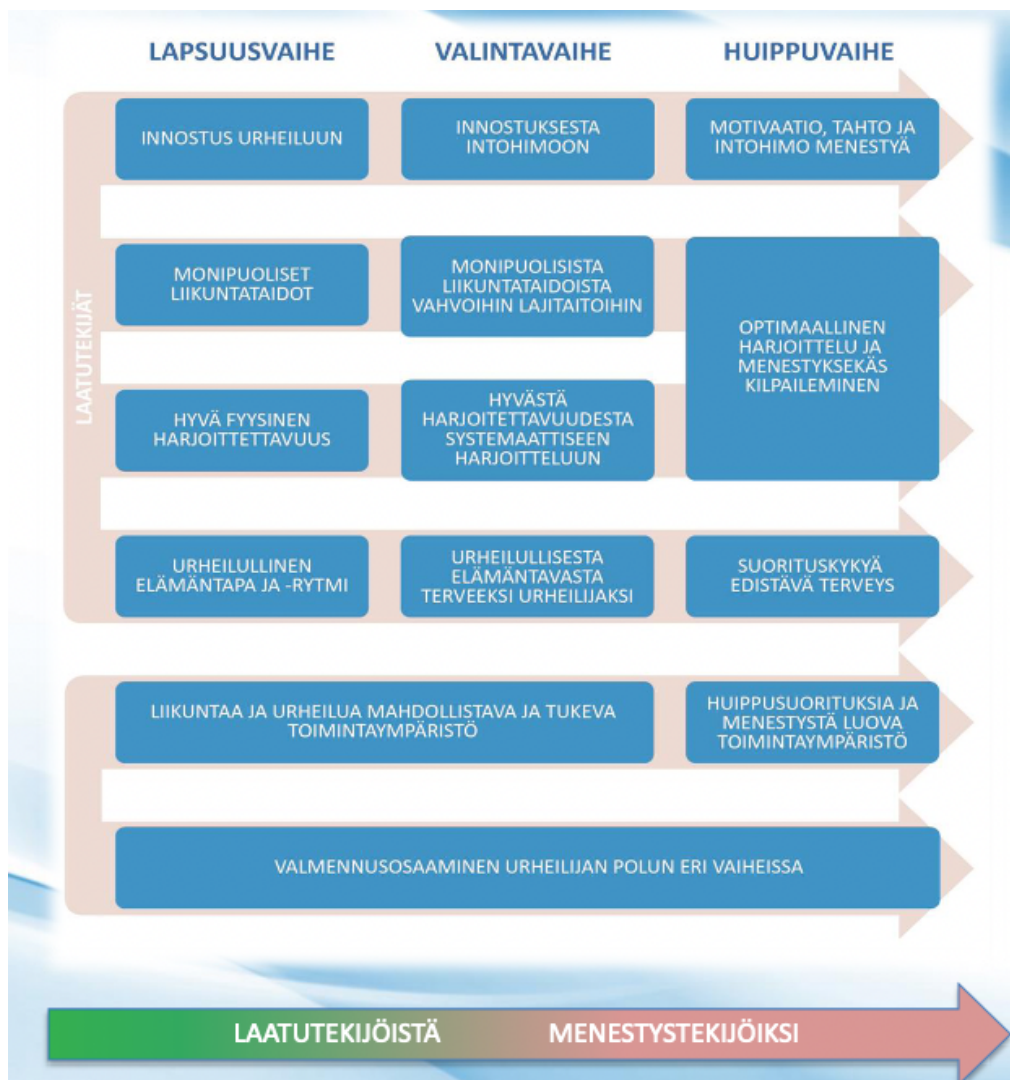 LAPSUUSVAIHE VALINTAVAIHE HUIPPUVAIHE
LAATUTEKIJÄT
INNOSTUS URHEILUUN
INNOSTUKSESTA
INTOHIMOON
MOTIVAATIO, TAHTO JA
INTOHIMO MENESTYÄ
MONIPUOLISET
LIIKUNTATAIDOT
MONIPUOLISISTA
LIIKUNTATAIDOISTA
VAHVOIHIN LAJITAITOIHIN
OPTIMAALLINEN
HARJOITTELU JA
MENESTYKSEKÄS
KILPAILEMINEN
HYVÄ FYYSINEN
HARJOITTETTAVUUS
HYVÄSTÄ
HARJOITETTAVUUDESTA
SYSTEMAATTISEEN
HARJOITTELUUN
URHEILULLINEN
ELÄMÄNTAPA JA -RYTMI
URHEILULLISESTA
ELÄMÄNTAVASTA
TERVEEKSI URHEILIJAKSI
SUORITUSKYKYÄ
EDISTÄVÄ TERVEYS
LIIKUNTAA JA URHEILUA MAHDOLLISTAVA JA TUKEVA
TOIMINTAYMPÄRISTÖ
HUIPPUSUORITUKSIA JA
MENESTYSTÄ LUOVA
TOIMINTAYMPÄRISTÖ
VALMENNUSOSAAMINEN URHEILIJAN POLUN ERI VAIHEISSA
LAATUTEKIJÖISTÄ MENESTYSTEKIJÖIKSI